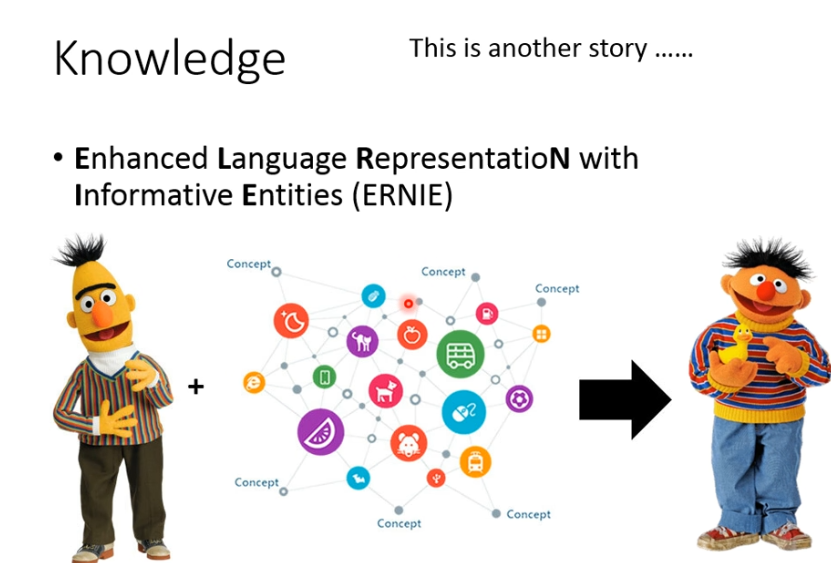 Knowledge
This is another story ......
• Enhanced Language RepresentatioN with
Informative Entities (ERNIE)
Concept
Concept
Concept
+
Concept
Concept
Concept